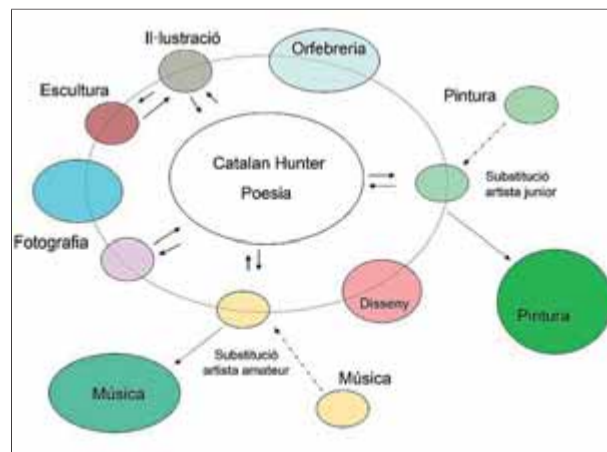 Il·lustració
Orfebreria
Escultura
Pintura
Catalan Hunter
Poesia
Substitució
artista junior
Fotografia
Disseny
Pintura
Substitució
artista amateur
Música
Música